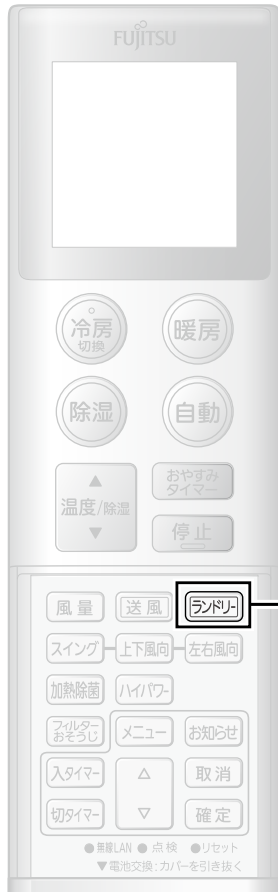 FUJITSU
冷房
切換
暖房
除湿
自動
▲
温度/除湿
▼
おやすみ
タイマー
停止
風量 送風 ランドリー
スイング 上下風向 左右風向
加熱除菌 ハイパワー
フィルター
おそうじ
メニュー お知らせ
入タイマー △ 取消
切タイマー ▽ 確定
●無線LAN ●点検 ●リセット
▼電池交換:カバーを引き抜く